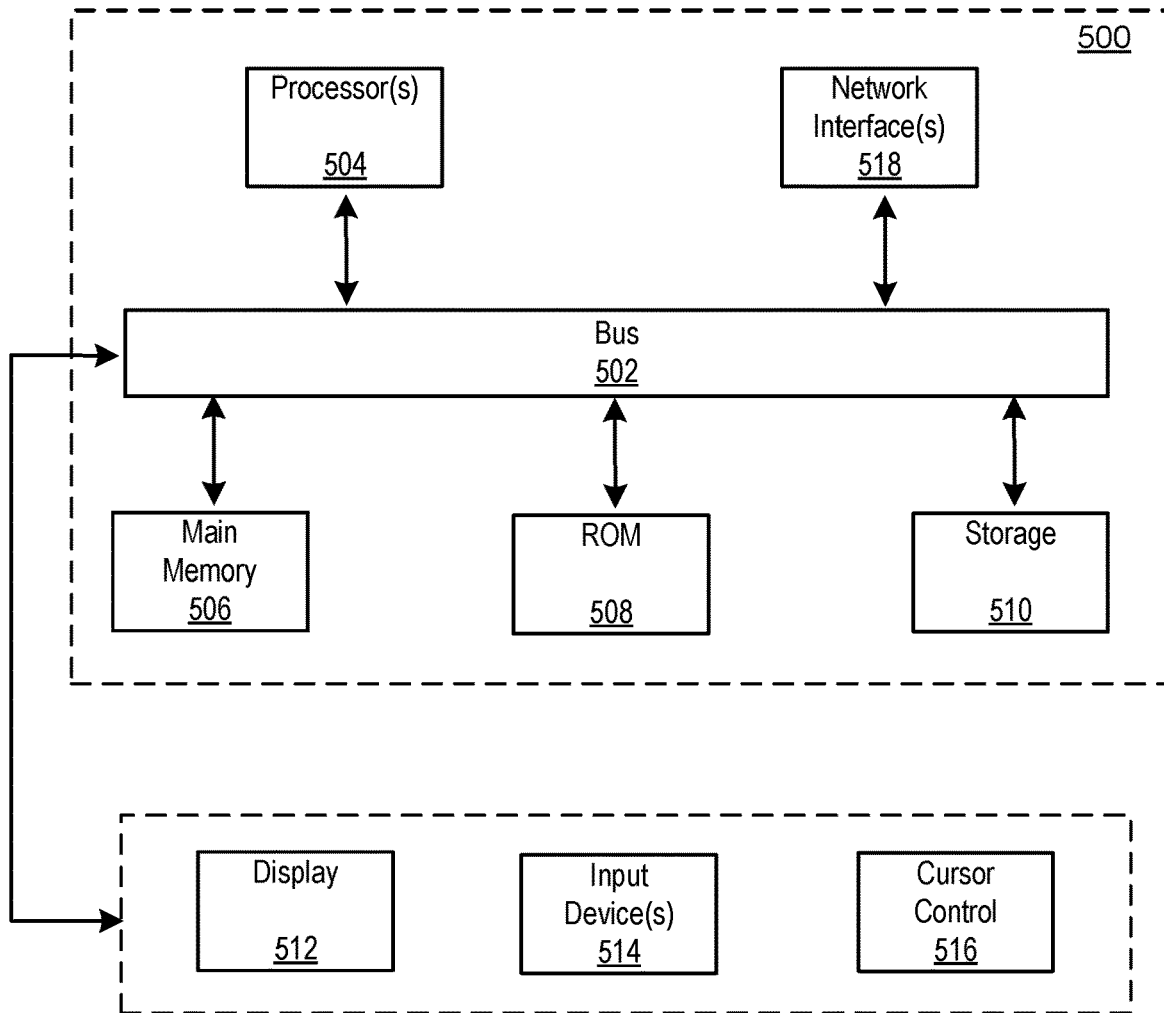 500
Processor(s)
504
Network
Interface(s)
518
Bus
502
Main
Memory
506
ROM
508
Storage
510
Display
512
Input
Device(s)
514
Cursor
Control
516